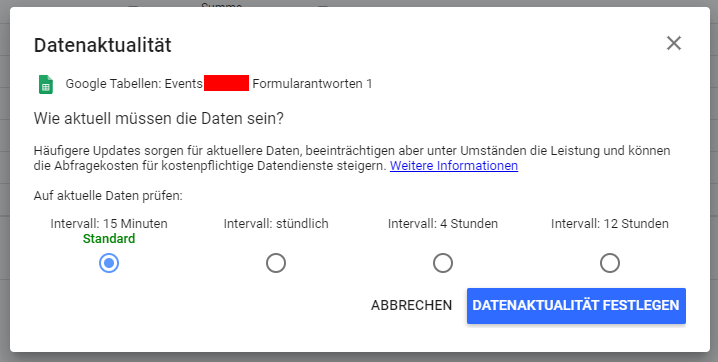 Summe
Datenaktualität
Google Tabellen: Events Formularantworten 1
Wie aktuell müssen die Daten sein?
Häufigere Updates sorgen für aktuellere Daten, beeinträchtigen aber unter Umständen die Leistung und können
die Abfragekosten für kostenpflichtige Datendienste steigern. Weitere Informationen
Auf aktuelle Daten prüfen:
Intervall: 15 Minuten Intervall: stündlich Intervall: 4 Stunden Intervall: 12 Stunden
Standard
ABBRECHEN DATENAKTUALITÄT FESTLEGEN